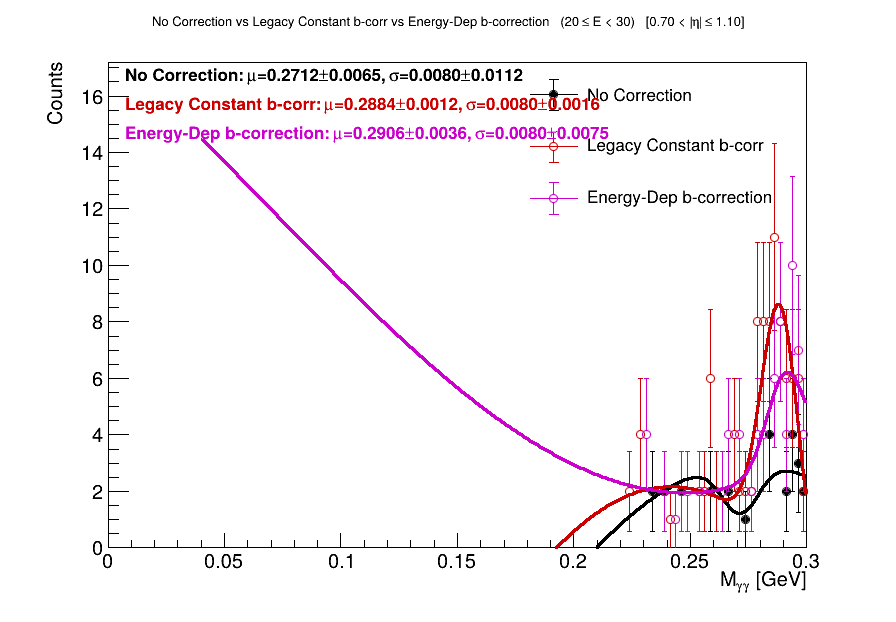 No Correction vs Legacy Constant b-corr vs Energy-Dep b-correction (20 ≤ E < 30) [0.70 < |η| ≤ 1.10]
Counts
No Correction: μ=0.2712±0.0065, σ=0.0080±0.0112
Legacy Constant b-corr: μ=0.2884±0.0012, σ=0.0080±0.0016
Energy-Dep b-correction: μ=0.2906±0.0036, σ=0.0080±0.0075
No Correction
Legacy Constant b-corr
Energy-Dep b-correction
16
14
12
10
8
6
4
2
0
0 0.05 0.1 0.15 0.2 0.25 0.3
Mγγ [GeV]